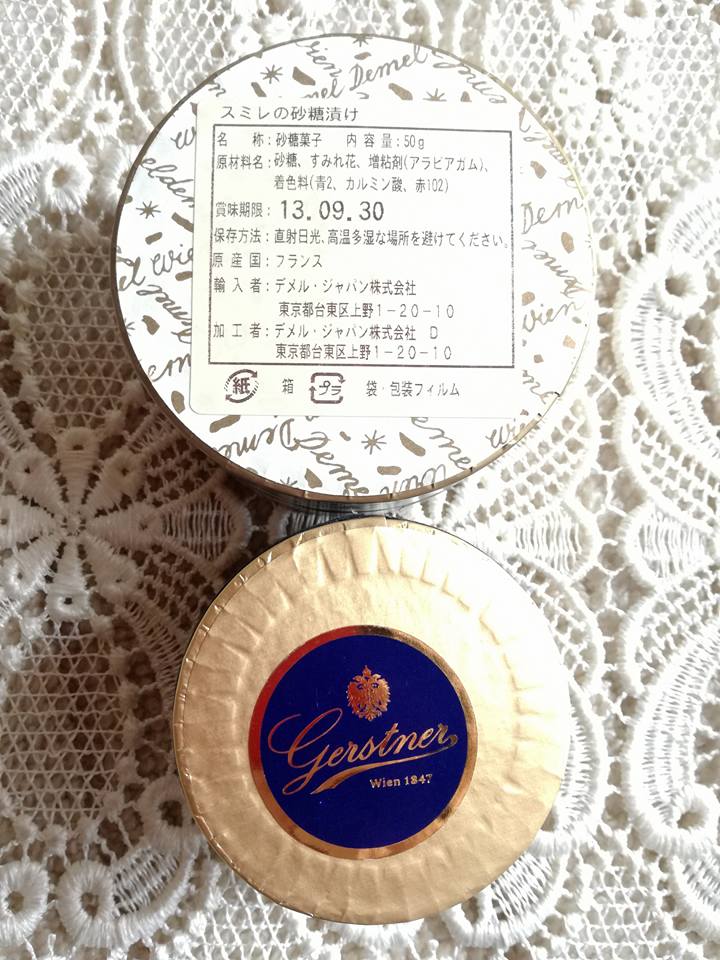 wien
Demel
スミレの砂糖漬け
名　　称：砂糖菓子　内 容 量：50g
原材料名：砂糖、すみれ花、増粘剤(アラビアガム)、
着色料(青2、カルミン酸、赤102)
賞味期限：13.09.30
保存方法：直射日光、高温多湿な場所を避けてください。
原 産 国：フランス
輸 入 者：デメル・ジャパン株式会社
東京都台東区上野1－20－10
加 工 者：デメル・ジャパン株式会社　D
東京都台東区上野1－20－10
紙　箱　プラ　袋・包装フィルム
Demel
wien
Gerstner
Wien 1847